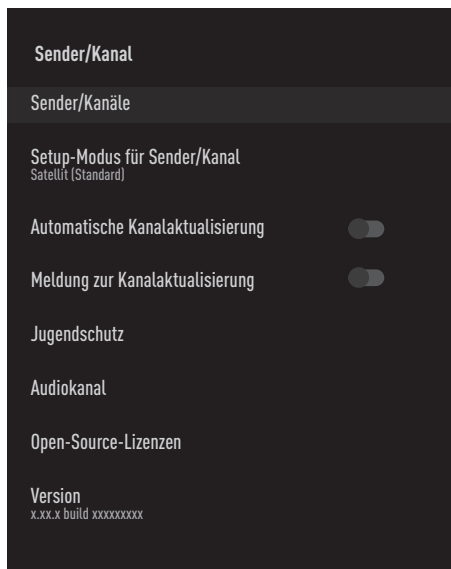 Sender/Kanal
Sender/Kanäle
Setup-Modus für Sender/Kanal
Satellit (Standard)
Automatische Kanalaktualisierung
Meldung zur Kanalaktualisierung
Jugendschutz
Audiokanal
Open-Source-Lizenzen
Version
x.xx.x build xxxxxxxxx